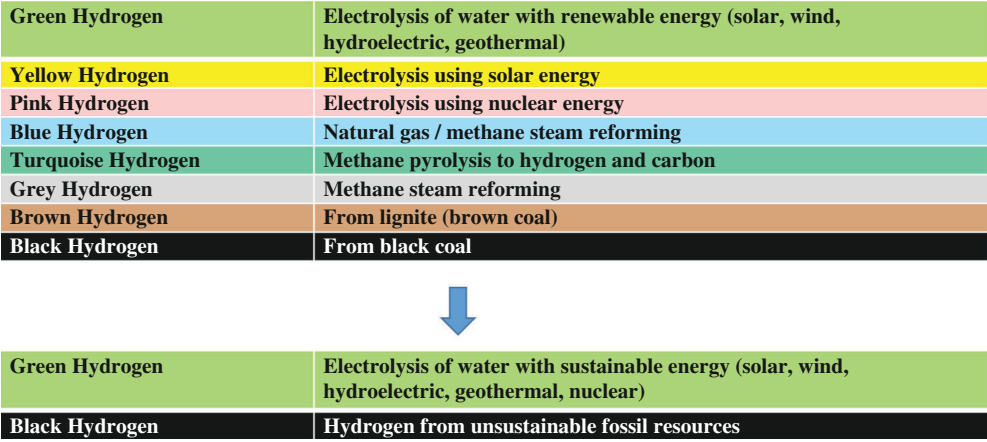 Green Hydrogen
Electrolysis of water with renewable energy (solar, wind,
hydroelectric, geothermal)
Yellow Hydrogen
Electrolysis using solar energy
Pink Hydrogen
Electrolysis using nuclear energy
Blue Hydrogen
Natural gas / methane steam reforming
Turquoise Hydrogen
Methane pyrolysis to hydrogen and carbon
Grey Hydrogen
Methane steam reforming
Brown Hydrogen
From lignite (brown coal)
Black Hydrogen
From black coal
Green Hydrogen
Electrolysis of water with sustainable energy (solar, wind,
hydroelectric, geothermal, nuclear)
Black Hydrogen
Hydrogen from unsustainable fossil resources